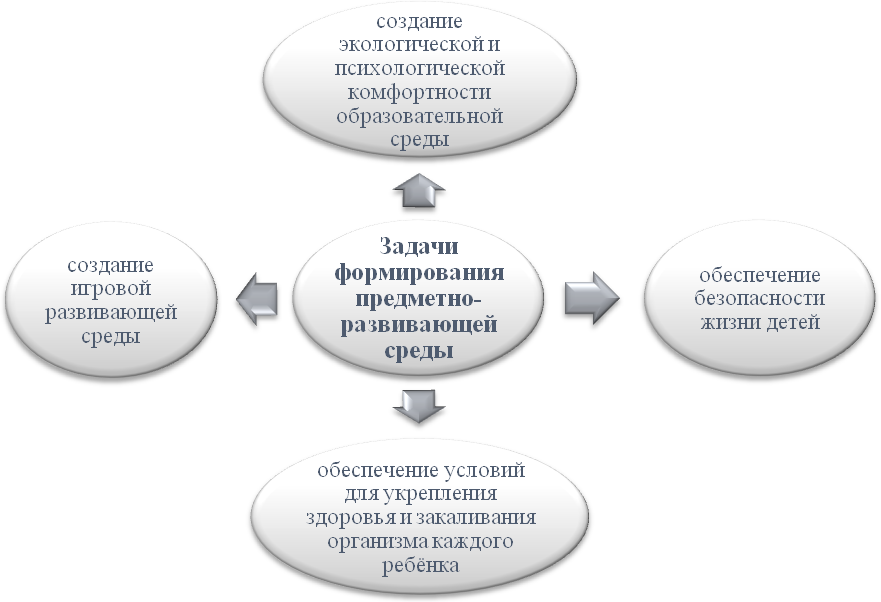 создание
экологической и
психологической
комфортности
образовательной
среды
создание
игровой
развивающей
среды
Задачи
формирования
предметно-
развивающей
среды
обеспечение
безопасности
жизни детей
обеспечение условий
для укрепления
здоровья и закаливания
организма каждого
ребёнка